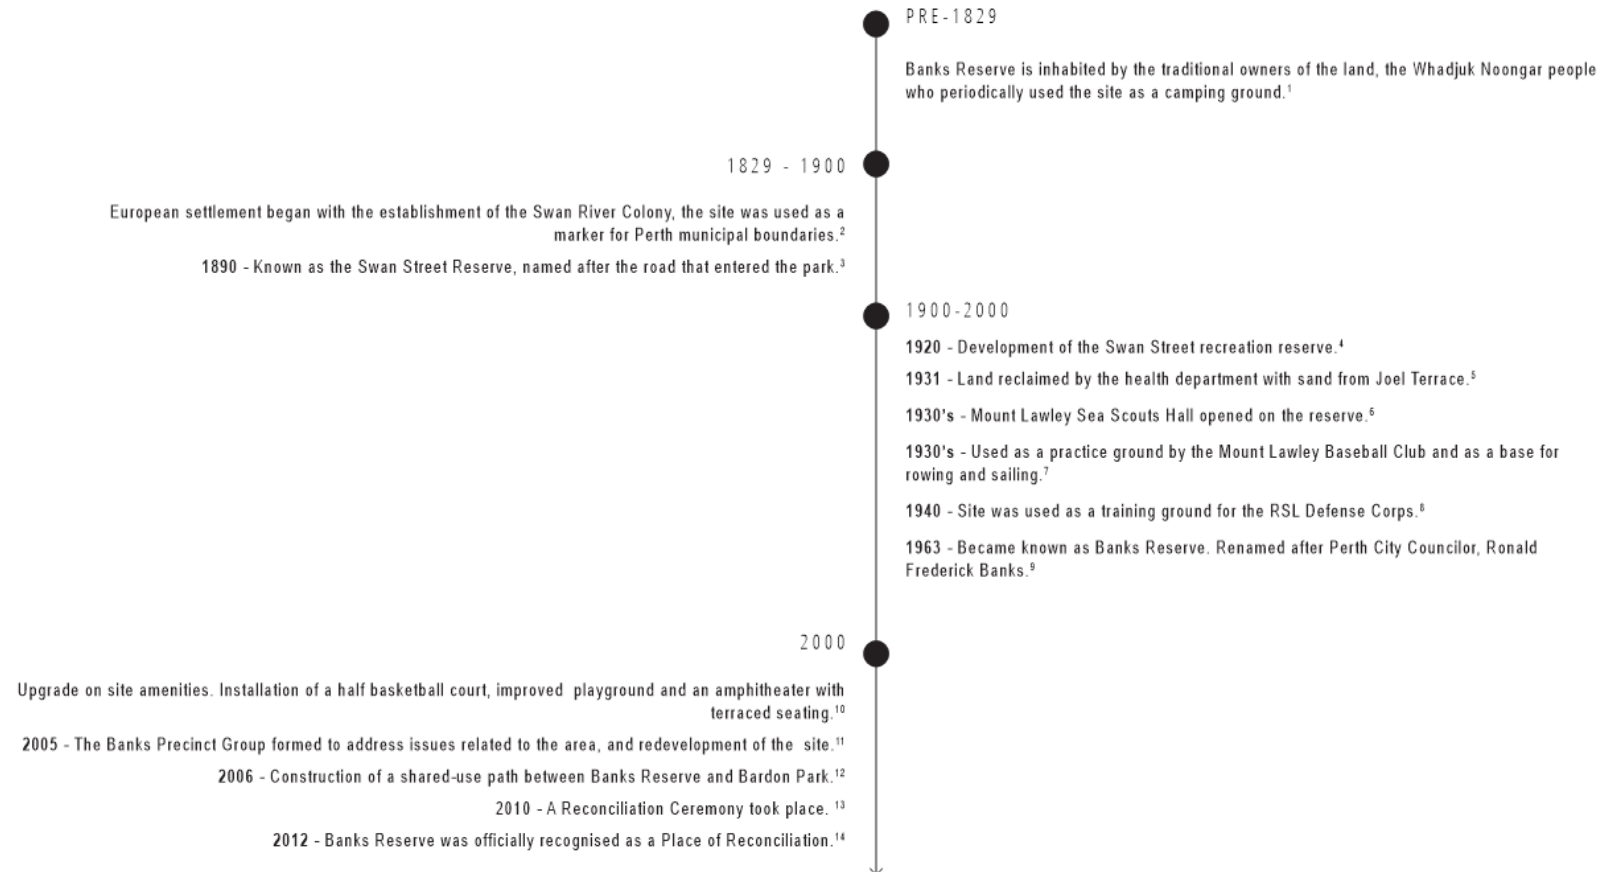 PRE-1829
Banks Reserve is inhabited by the traditional owners of the land, the Whadjuk Noongar people
who periodically used the site as a camping ground.¹
1829 - 1900
European settlement began with the establishment of the Swan River Colony, the site was used as a
marker for Perth municipal boundaries.²
1890 - Known as the Swan Street Reserve, named after the road that entered the park.³
1900-2000
1920 - Development of the Swan Street recreation reserve.⁴
1931 - Land reclaimed by the health department with sand from Joel Terrace.⁵
1930's - Mount Lawley Sea Scouts Hall opened on the reserve.⁶
1930's - Used as a practice ground by the Mount Lawley Baseball Club and as a base for
rowing and sailing.⁷
1940 - Site was used as a training ground for the RSL Defense Corps.⁸
1963 - Became known as Banks Reserve. Renamed after Perth City Councilor, Ronald
Frederick Banks.⁹
2000
Upgrade on site amenities. Installation of a half basketball court, improved playground and an amphitheater with
terraced seating.¹⁰
2005 - The Banks Precinct Group formed to address issues related to the area, and redevelopment of the site.¹¹
2006 - Construction of a shared-use path between Banks Reserve and Bardon Park.¹²
2010 - A Reconciliation Ceremony took place. ¹³
2012 - Banks Reserve was officially recognised as a Place of Reconciliation.¹⁴